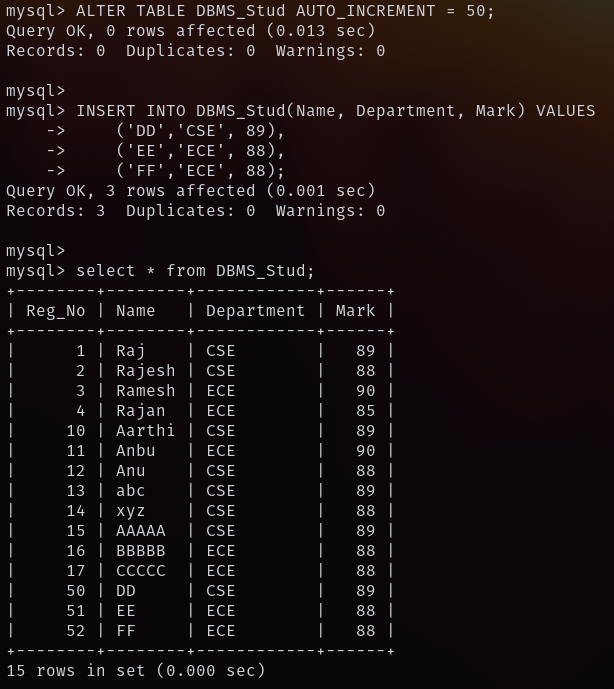 mysql> ALTER TABLE DBMS_Stud AUTO_INCREMENT = 50;
Query OK, 0 rows affected (0.013 sec)
Records: 0  Duplicates: 0  Warnings: 0

mysql>
mysql> INSERT INTO DBMS_Stud(Name, Department, Mark) VALUES
    ->     ('DD','CSE', 89),
    ->     ('EE','ECE', 88),
    ->     ('FF','ECE', 88);
Query OK, 3 rows affected (0.001 sec)
Records: 3  Duplicates: 0  Warnings: 0

mysql>
mysql> select * from DBMS_Stud;
+--------+--------+------------+------+
| Reg_No | Name   | Department | Mark |
+--------+--------+------------+------+
|      1 | Raj    | CSE        |   89 |
|      2 | Rajesh | CSE        |   88 |
|      3 | Ramesh | ECE        |   90 |
|      4 | Rajan  | ECE        |   85 |
|     10 | Aarthi | CSE        |   89 |
|     11 | Anbu   | ECE        |   90 |
|     12 | Anu    | CSE        |   88 |
|     13 | abc    | CSE        |   89 |
|     14 | xyz    | CSE        |   88 |
|     15 | AAAAA  | CSE        |   89 |
|     16 | BBBBB  | ECE        |   88 |
|     17 | CCCCC  | ECE        |   88 |
|     50 | DD     | CSE        |   89 |
|     51 | EE     | ECE        |   88 |
|     52 | FF     | ECE        |   88 |
+--------+--------+------------+------+
15 rows in set (0.000 sec)